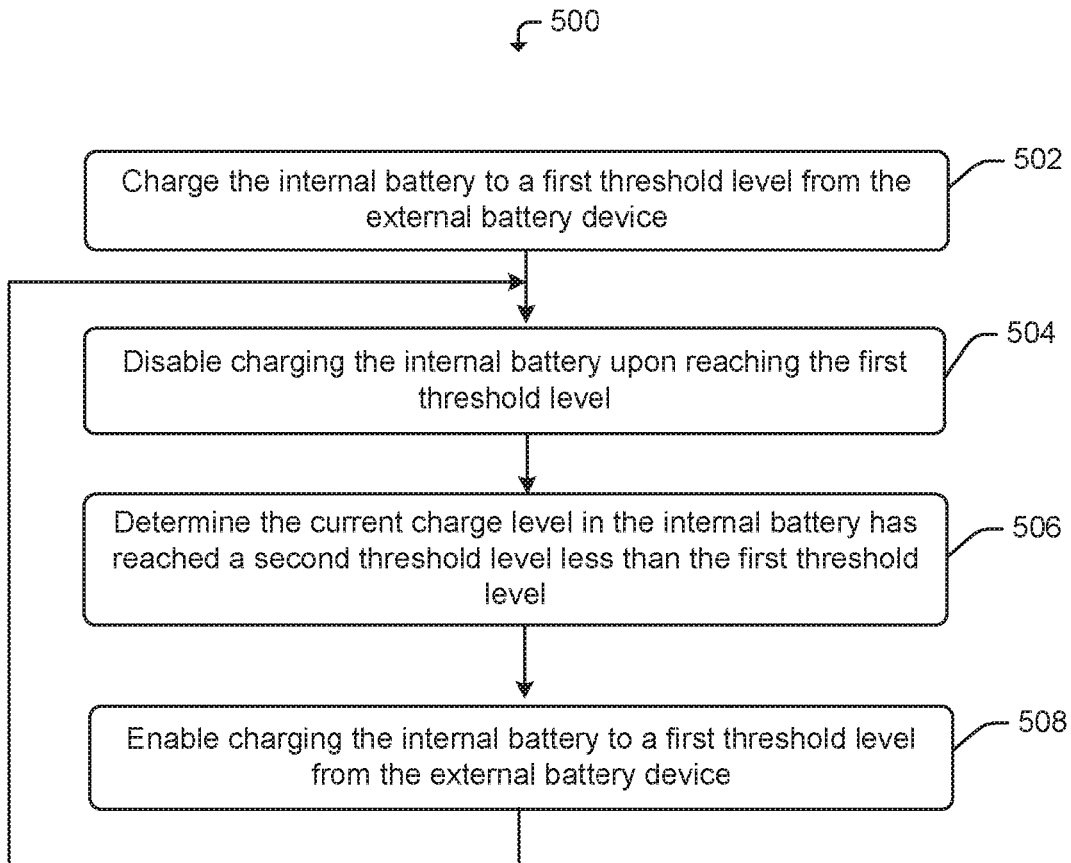 500
Charge the internal battery to a first threshold level from the
external battery device
502
Disable charging the internal battery upon reaching the first
threshold level
504
Determine the current charge level in the internal battery has
reached a second threshold level less than the first threshold
level
506
Enable charging the internal battery to a first threshold level
from the external battery device
508